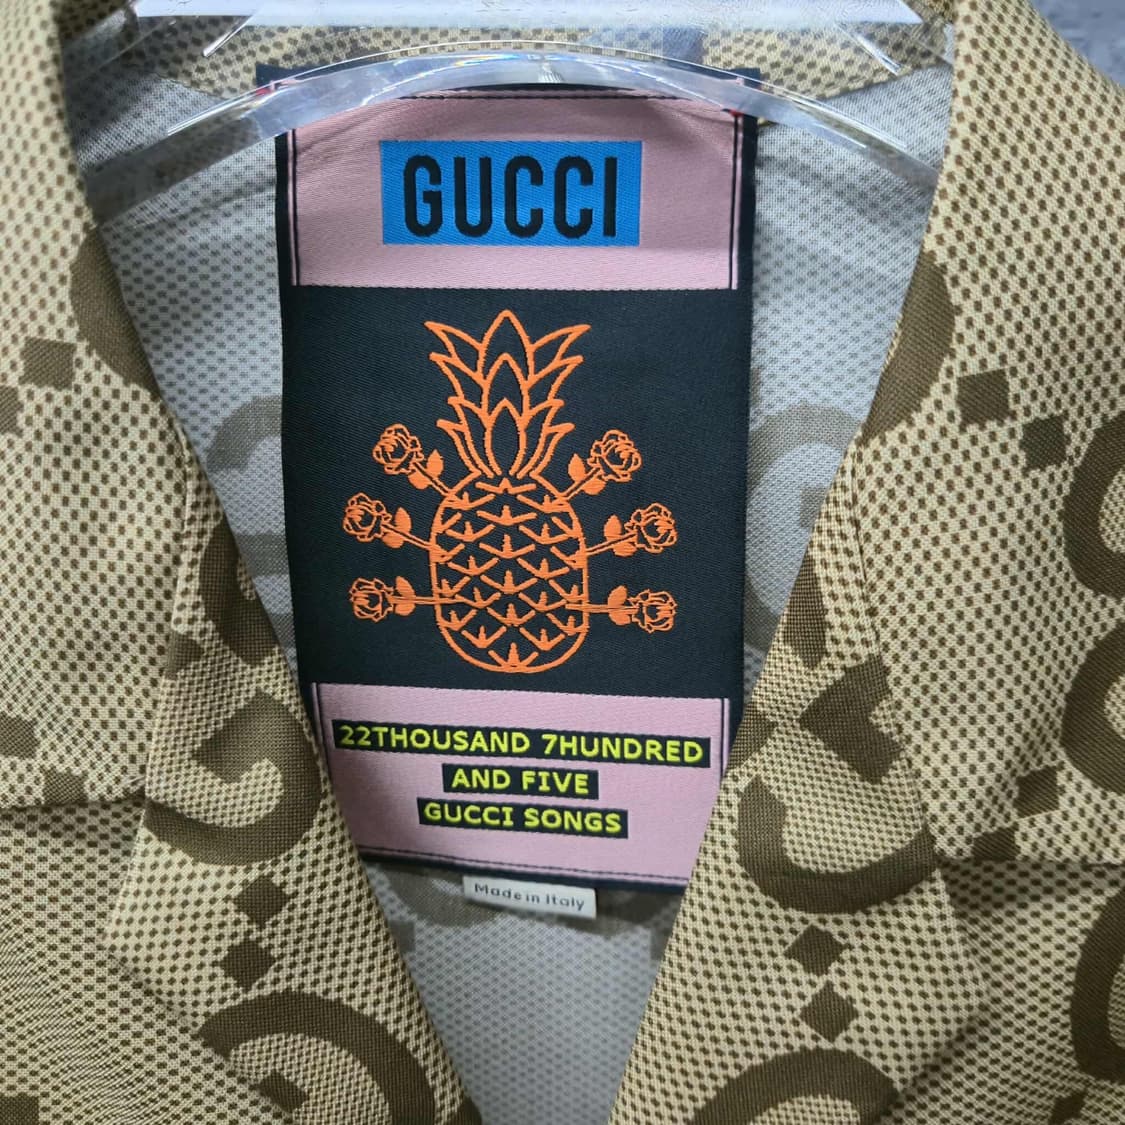 GUCCI
22THOUSAND 7HUNDRED
AND FIVE
GUCCI SONGS
Made in Italy